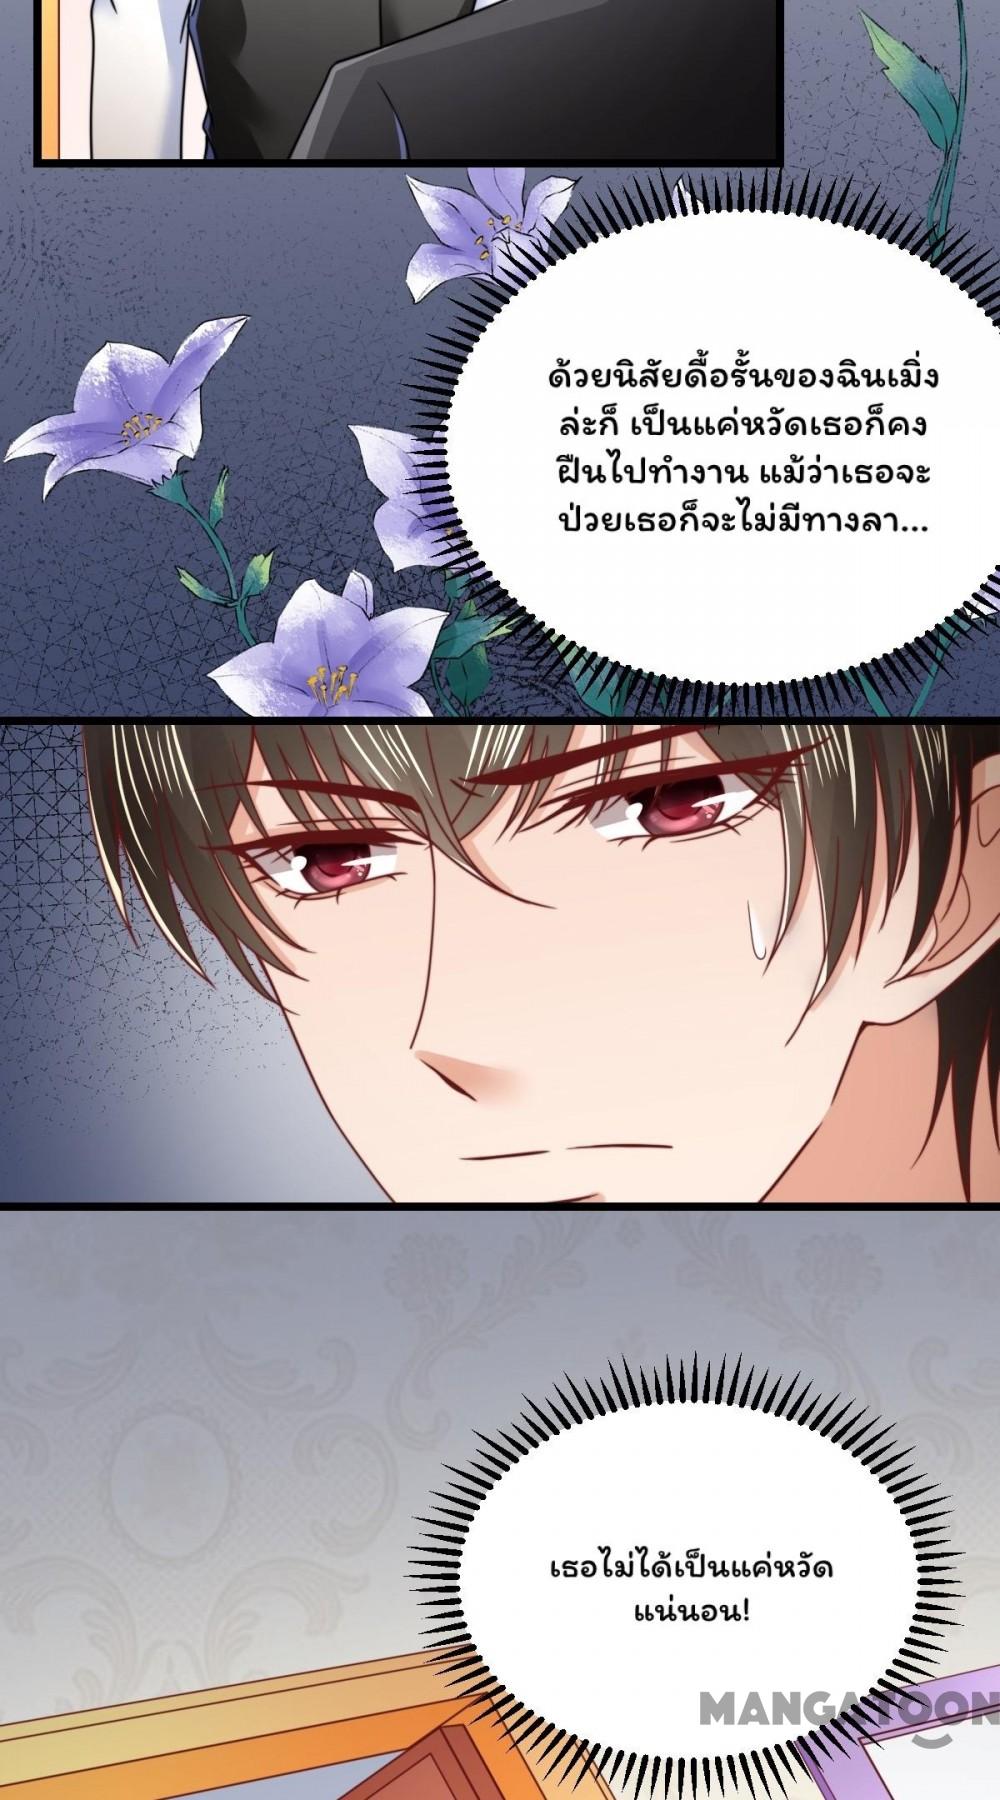 ด้วยนิสัยดื้อรั้นของฉินเมิ่ง
ล่ะก็ เป็นแค่หวัดเธอก็คง
ฝืนไปทำงาน แม้ว่าเธอจะ
ป่วยเธอก็จะไม่มีทางลา...
เธอไม่ได้เป็นแค่หวัด
แน่นอน!
MANGATOON